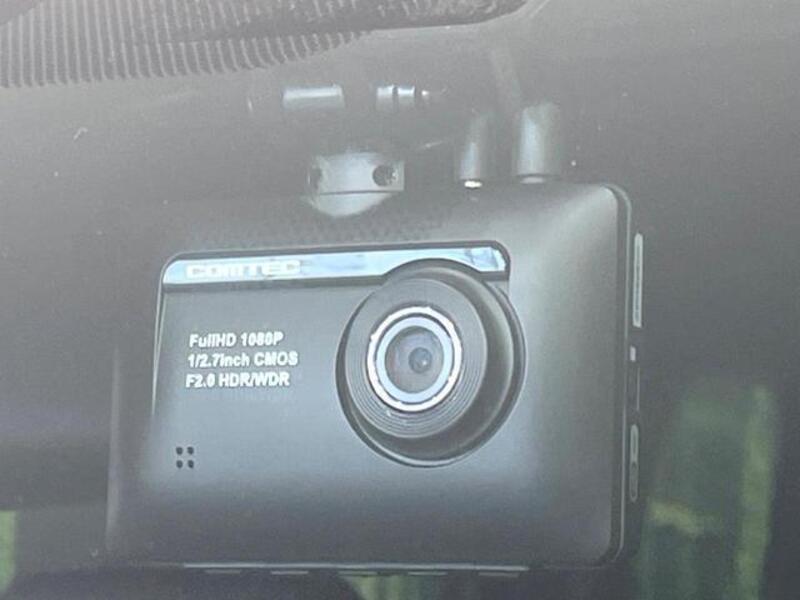 COMTEC
FullHD 1080P
1/2.7inch CMOS
F2.0 HDR/WDR